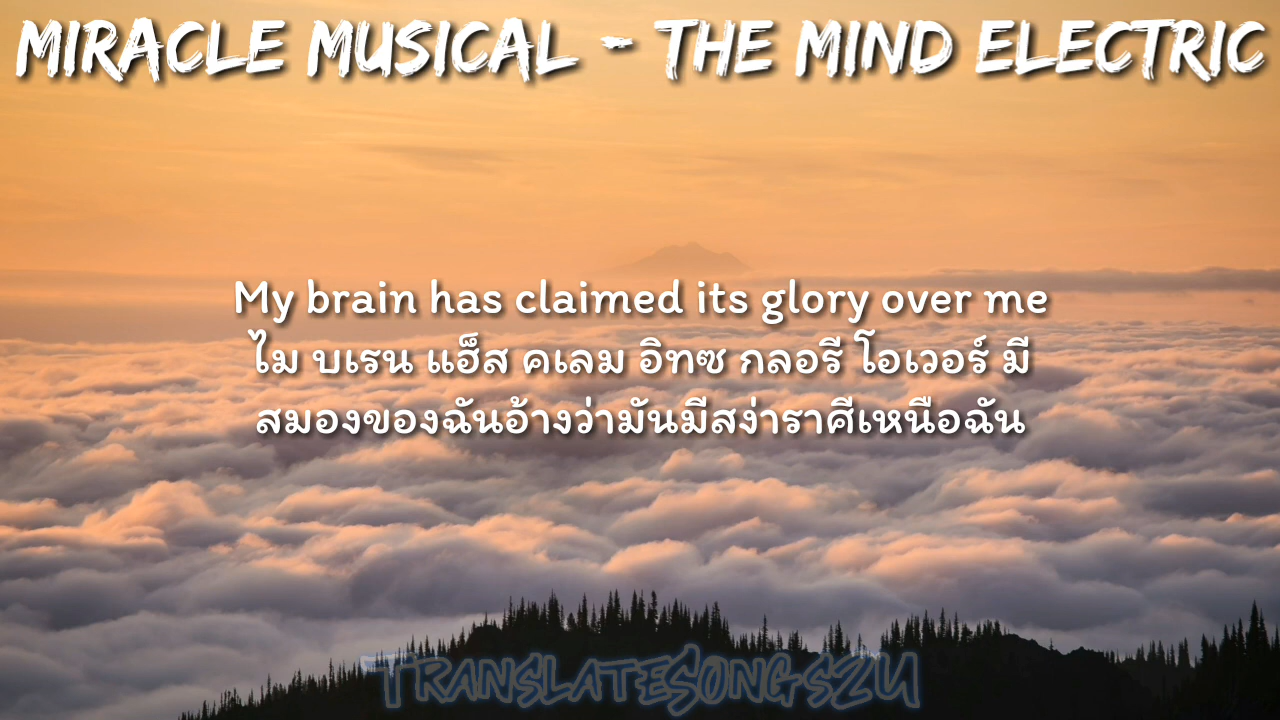 MIRACLE MUSICAL - THE MIND ELECTRIC
My brain has claimed its glory over me
ไม บเรน แฮ็ส คเลม อิทซ กลอรี โอเวอร์ มี
สมองของฉันอ้างว่ามันมีสง่าราศีเหนือฉัน
TRANSLATESONGS2U